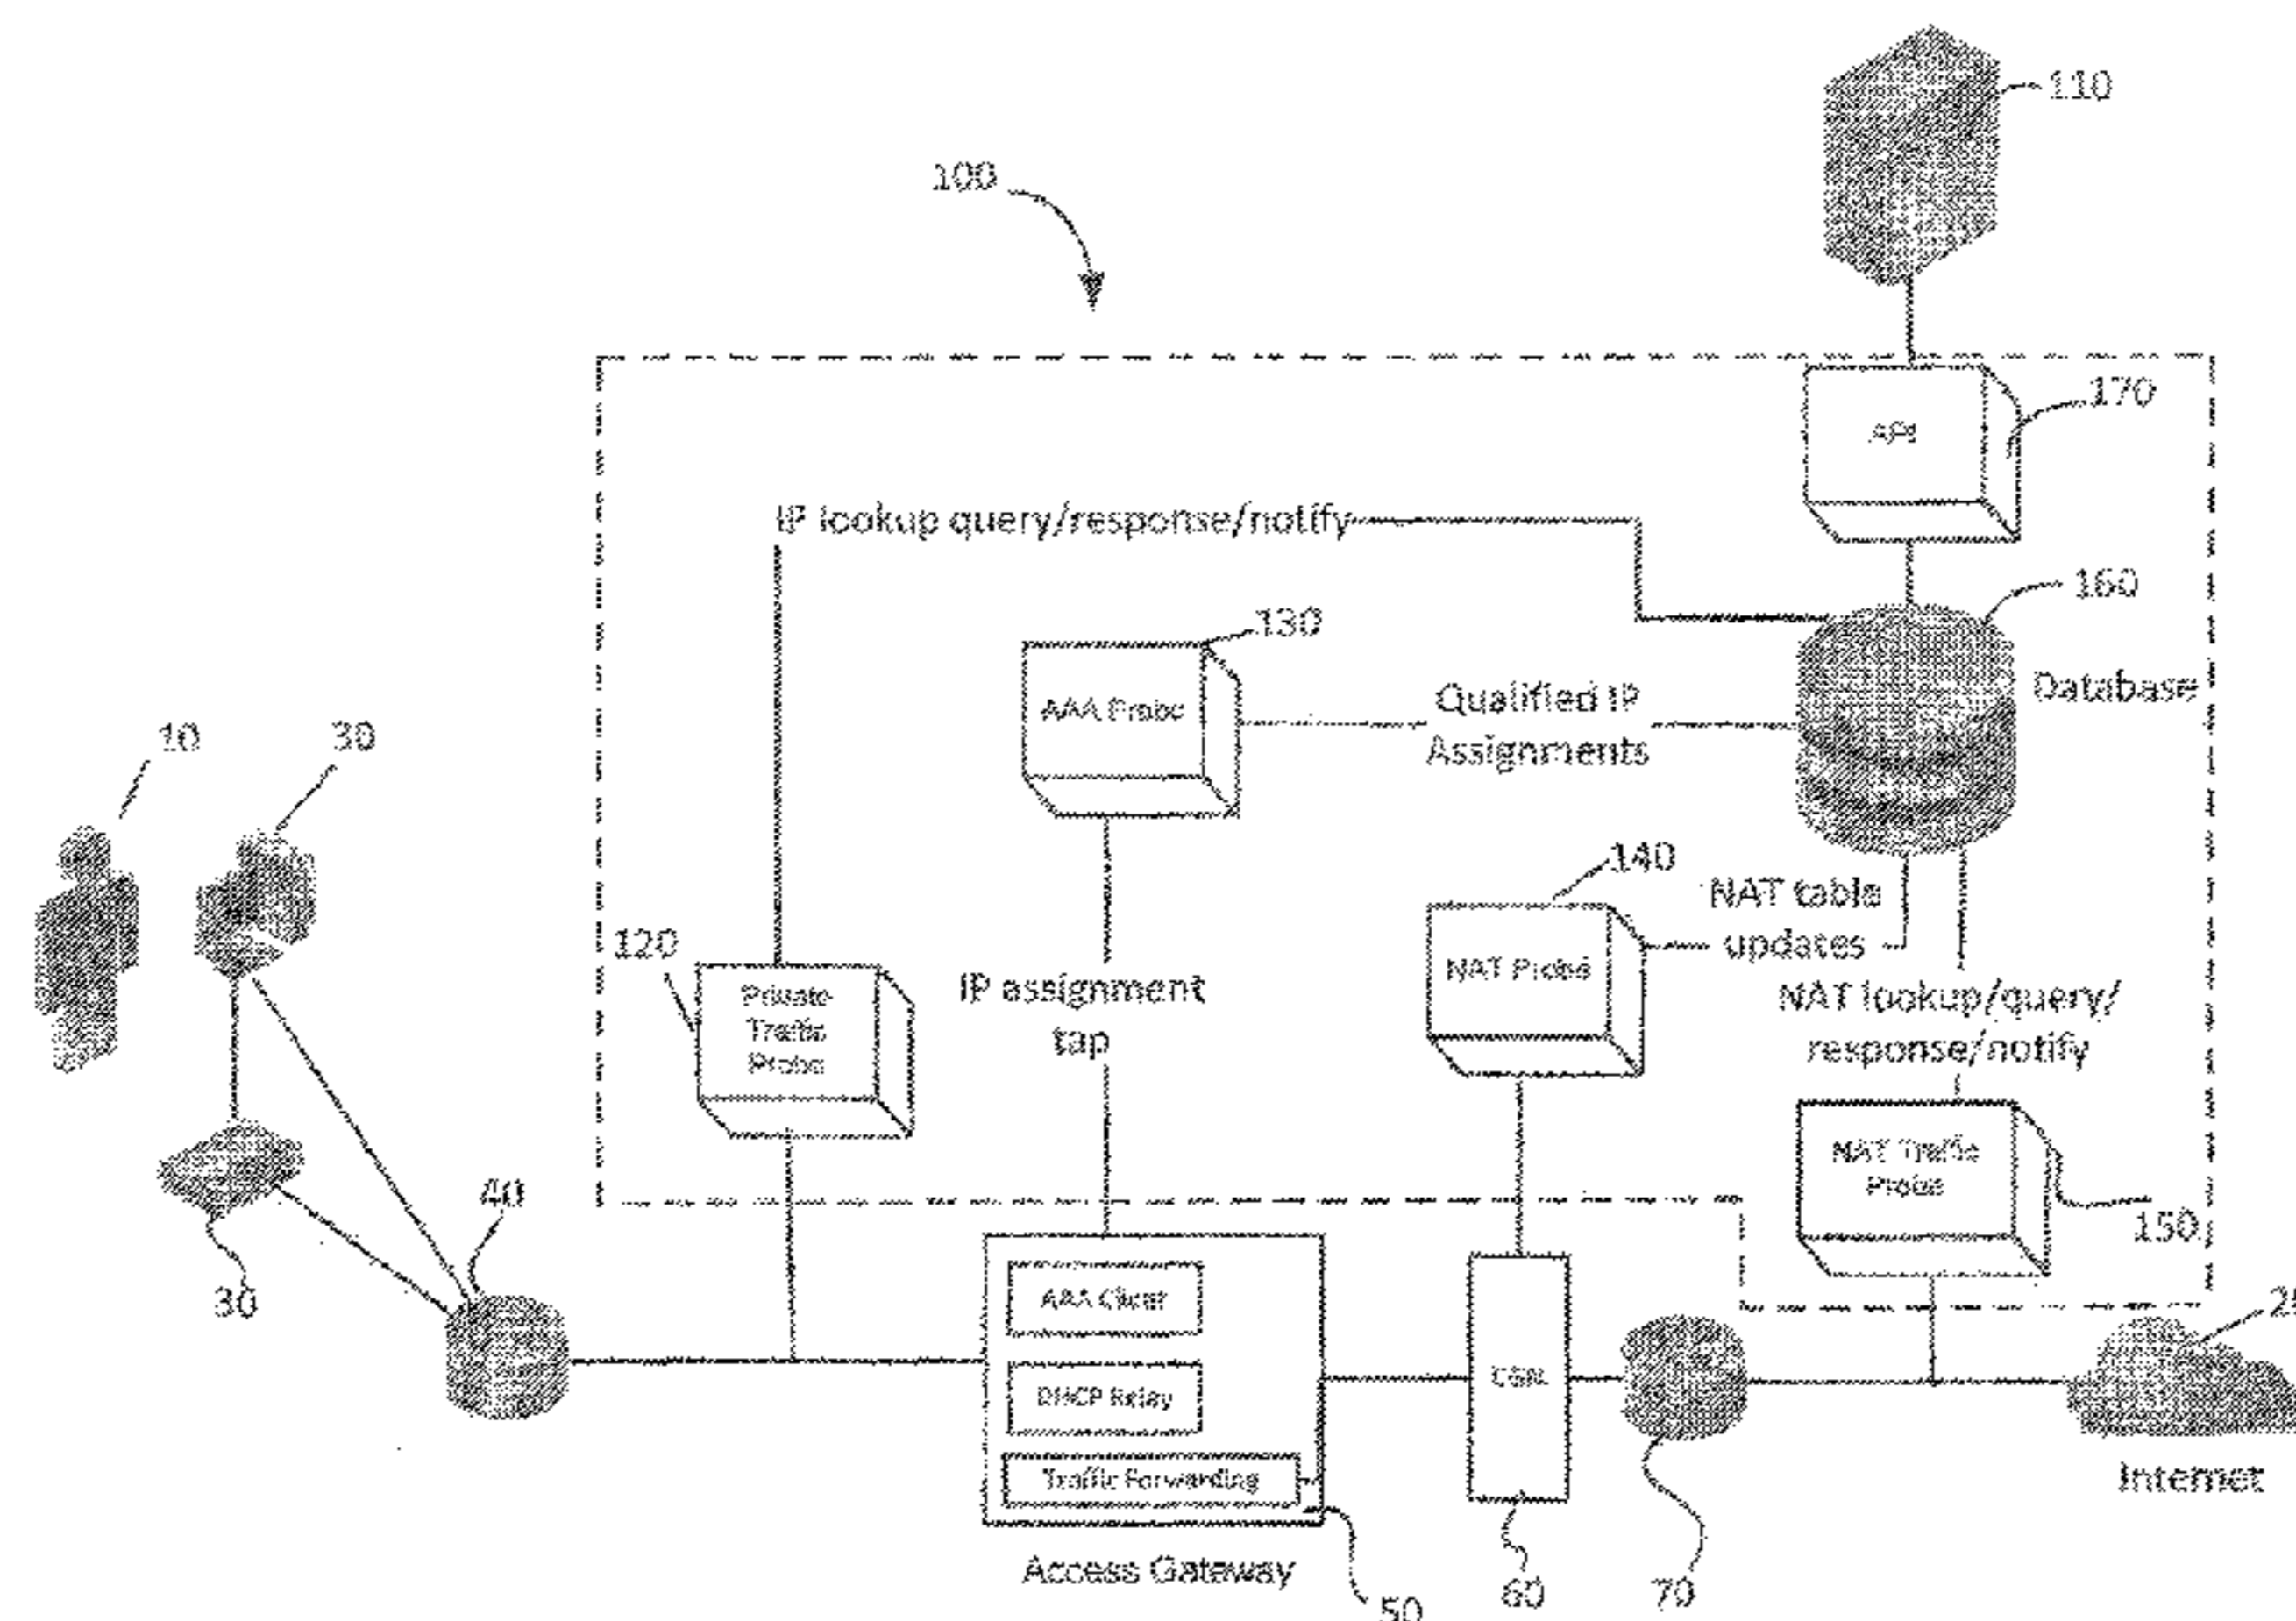 110
100
170
API
IP lookup query/response/notify
160
130
Database
AAA Probe
Qualified IP
Assignments
10
30
140
NAT table
updates
120
NAT Probe
Private
Traffic
Probe
IP assignment
tap
NAT lookup/query/
response/notify
NAT Traffic
Probe
150
40
30
AAA Client
DHCP Relay
Traffic Forwarding
CGN
Internet
Access Gateway
50
60
70